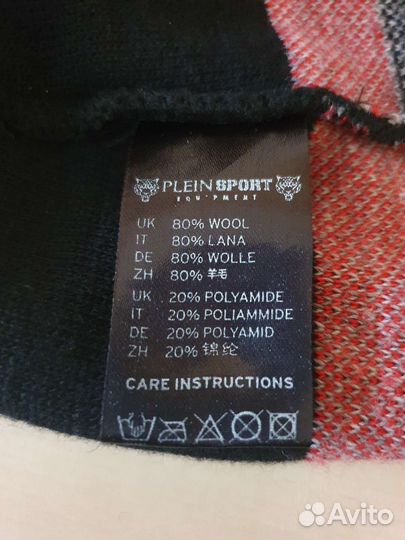 PLEIN SPORT
EQUIPMENT
UK 80% WOOL
IT 80% LANA
DE 80% WOLLE
ZH 80% 羊毛
UK 20% POLYAMIDE
IT 20% POLIAMMIDE
DE 20% POLYAMID
ZH 20% 锦纶
CARE INSTRUCTIONS
Avito